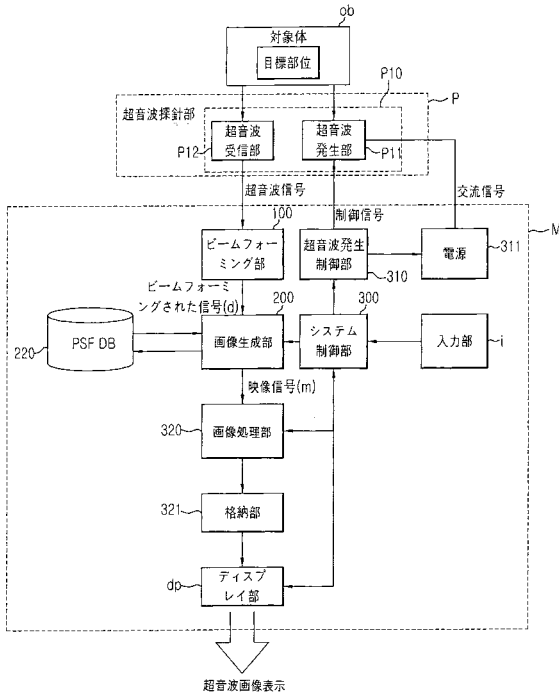 ob
対象体
目標部位
P10
P
超音波探針部
超音波
受信部
P12
超音波
発生部
P11
超音波信号
制御信号
交流信号
M
100
ビームフォー
ミング部
超音波発生
制御部
310
電源
311
ビームフォーミ
ングされた信号(d)
200
300
PSF DB
220
画像生成部
システム
制御部
入力部
i
映像信号(m)
320
画像処理部
321
格納部
dp
ディスプ
レイ部
超音波画像表示